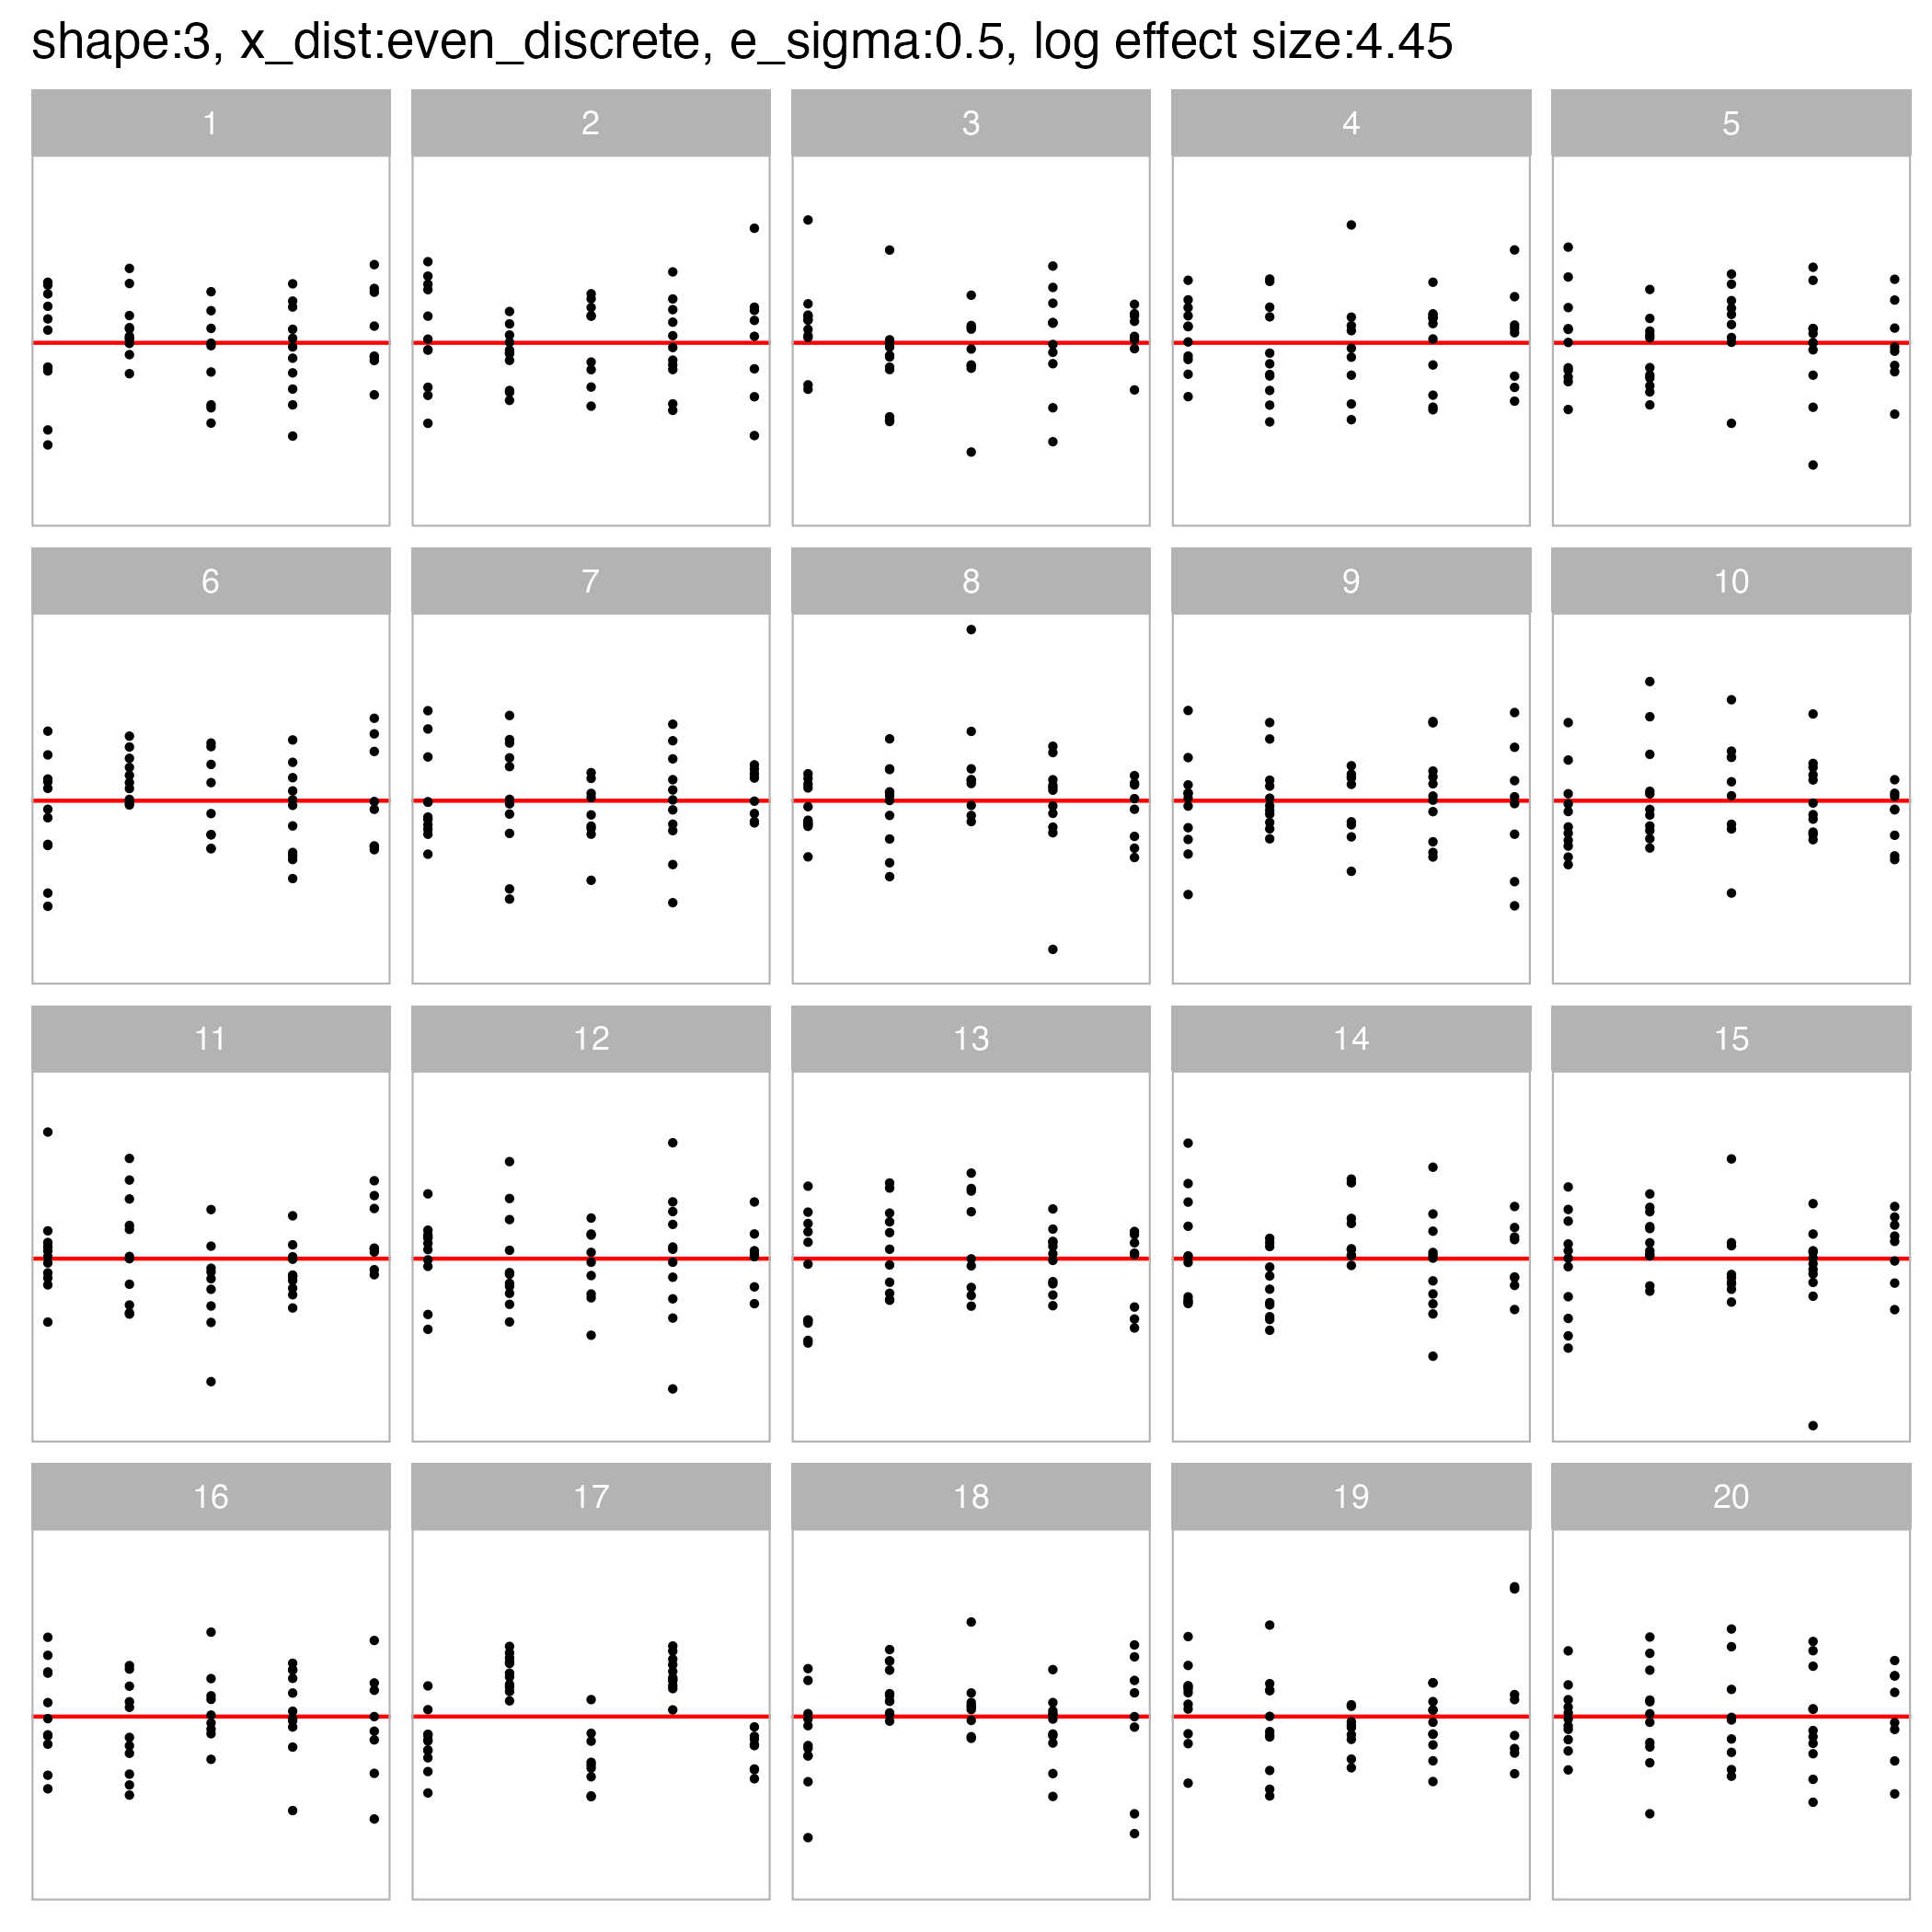 shape:3, x_dist:even_discrete, e_sigma:0.5, log effect size:4.45
1 2 3 4 5
6 7 8 9 10
11 12 13 14 15
16 17 18 19 20